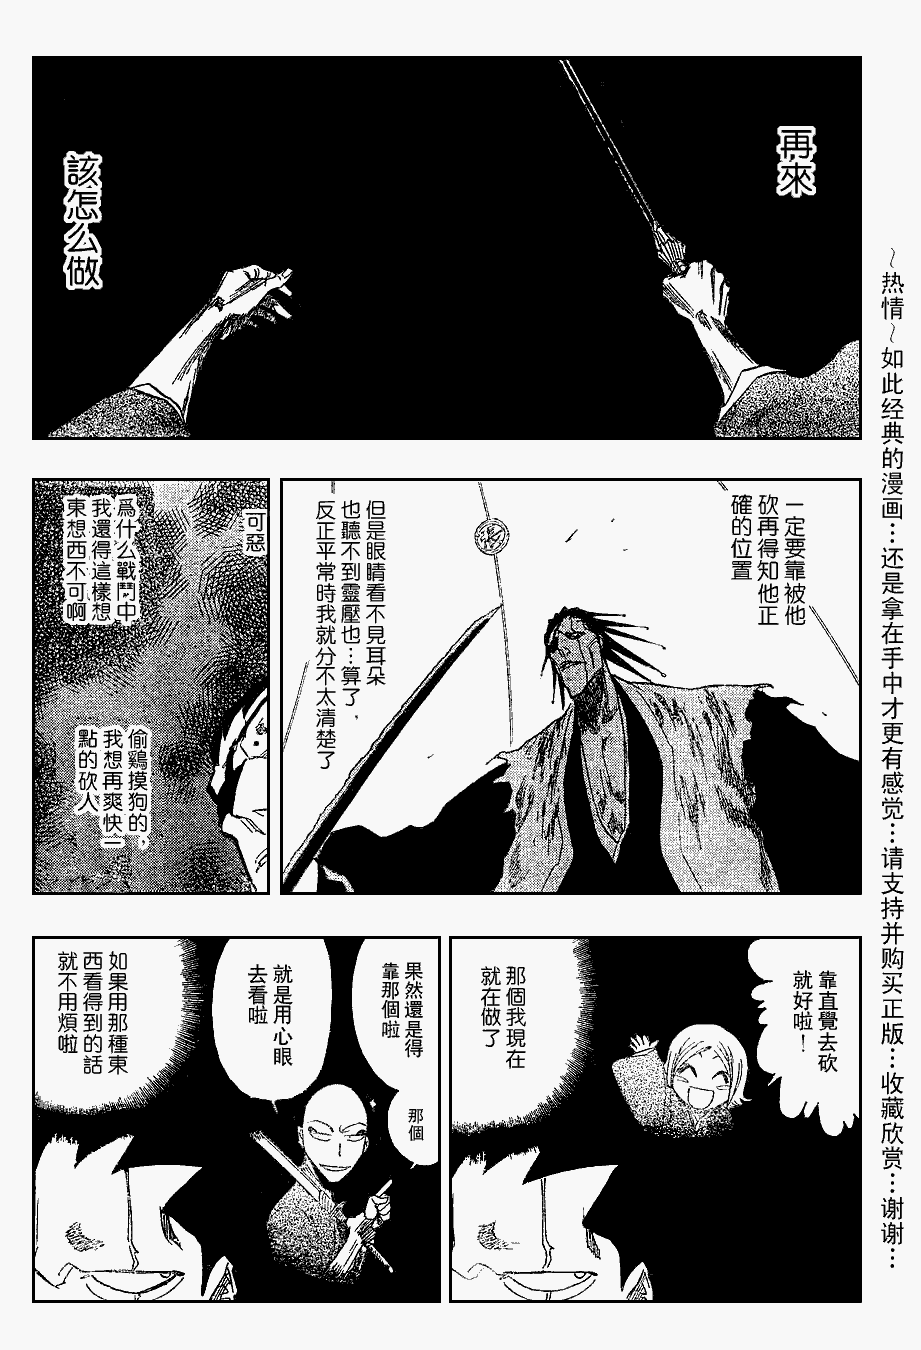 再來
該怎么做
一定要靠被他
砍再得知他正
確的位置
但是眼睛看不見耳朵
也聽不到靈壓也…算了，
反正平常時我就分不太清楚了
可惡
爲什么戰鬥中
我還得這樣想
東想西不可啊
偷鷄摸狗的，
我想再爽快一
點的砍人
靠直覺去砍
就好啦！
那個我現在
就在做了
果然還是得
靠那個啦
那個
就是用心眼
去看啦
如果用那種東
西看得到的話
就不用煩啦
～热情～如此经典的漫画…还是拿在手中才更有感觉…请支持并购买正版…收藏欣赏…谢谢…